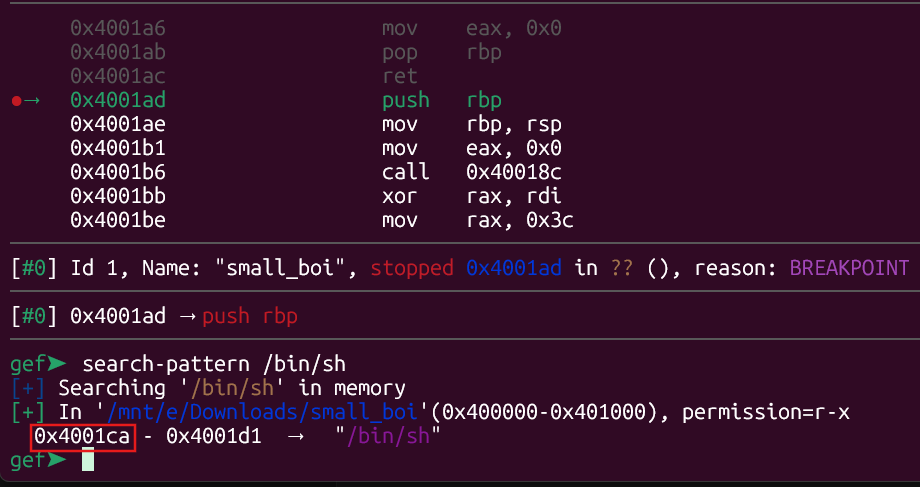 0x4001a6 mov eax, 0x0
0x4001ab pop rbp
0x4001ac ret
●→ 0x4001ad push rbp
0x4001ae mov rbp, rsp
0x4001b1 mov eax, 0x0
0x4001b6 call 0x40018c
0x4001bb xor rax, rdi
0x4001be mov rax, 0x3c
[#0] Id 1, Name: "small_boi", stopped 0x4001ad in ?? (), reason: BREAKPOINT
[#0] 0x4001ad → push rbp
gef➤ search-pattern /bin/sh
[+] Searching '/bin/sh' in memory
[+] In '/mnt/e/Downloads/small_boi'(0x400000-0x401000), permission=r-x
0x4001ca - 0x4001d1 → "/bin/sh"
gef➤